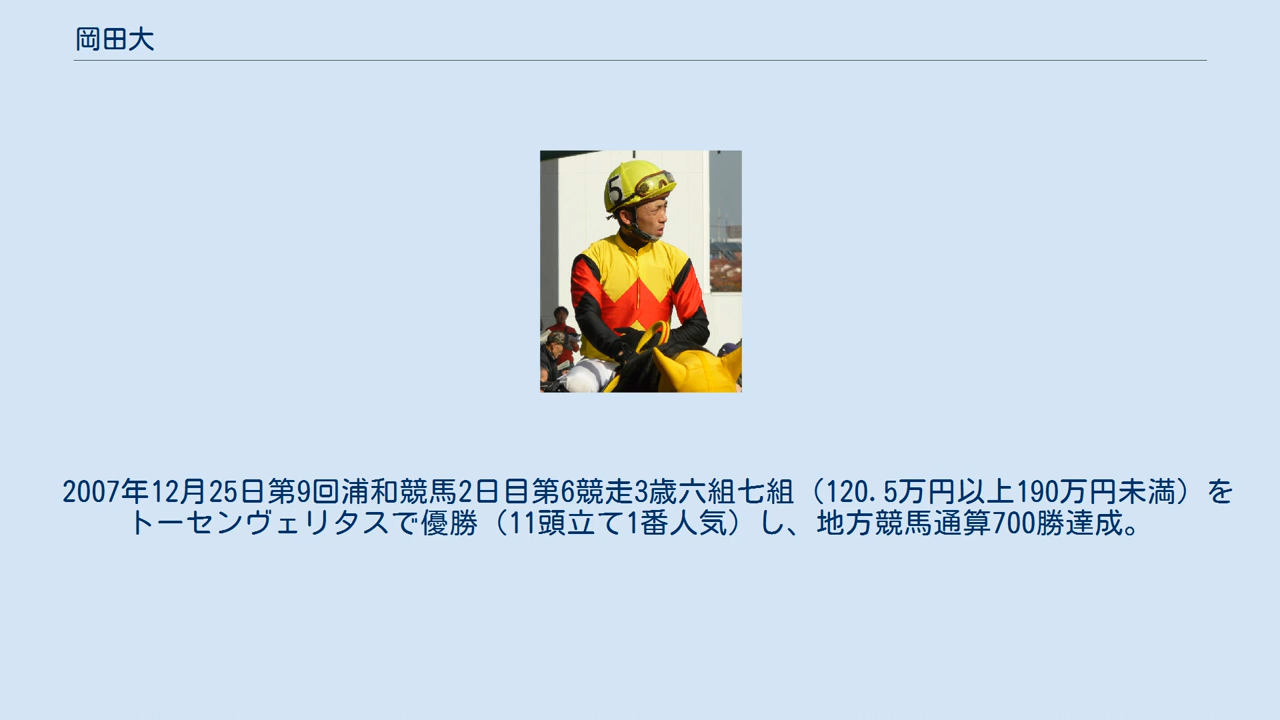 岡田大
5
2007年12月25日第9回浦和競馬2日目第6競走3歳六組七組（120.5万円以上190万円未満）を
トーセンヴェリタスで優勝（11頭立て1番人気）し、地方競馬通算700勝達成。